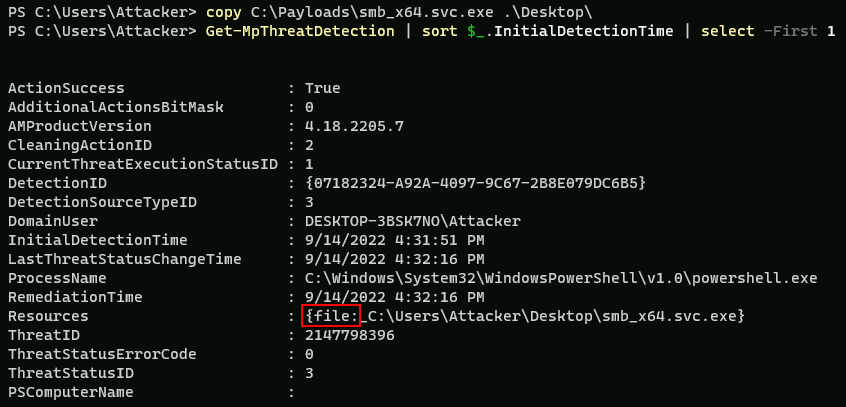 PS C:\Users\Attacker> copy C:\Payloads\smb_x64.svc.exe .\Desktop\
PS C:\Users\Attacker> Get-MpThreatDetection | sort $_.InitialDetectionTime | select -First 1
ActionSuccess : True
AdditionalActionsBitMask : 0
AMProductVersion : 4.18.2205.7
CleaningActionID : 2
CurrentThreatExecutionStatusID : 1
DetectionID : {07182324-A92A-4097-9C67-2B8E079DC6B5}
DetectionSourceTypeID : 3
DomainUser : DESKTOP-3BSK7NO\Attacker
InitialDetectionTime : 9/14/2022 4:31:51 PM
LastThreatStatusChangeTime : 9/14/2022 4:32:16 PM
ProcessName : C:\Windows\System32\WindowsPowerShell\v1.0\powershell.exe
RemediationTime : 9/14/2022 4:32:16 PM
Resources : {file:_C:\Users\Attacker\Desktop\smb_x64.svc.exe}
ThreatID : 2147798396
ThreatStatusErrorCode : 0
ThreatStatusID : 3
PSComputerName :